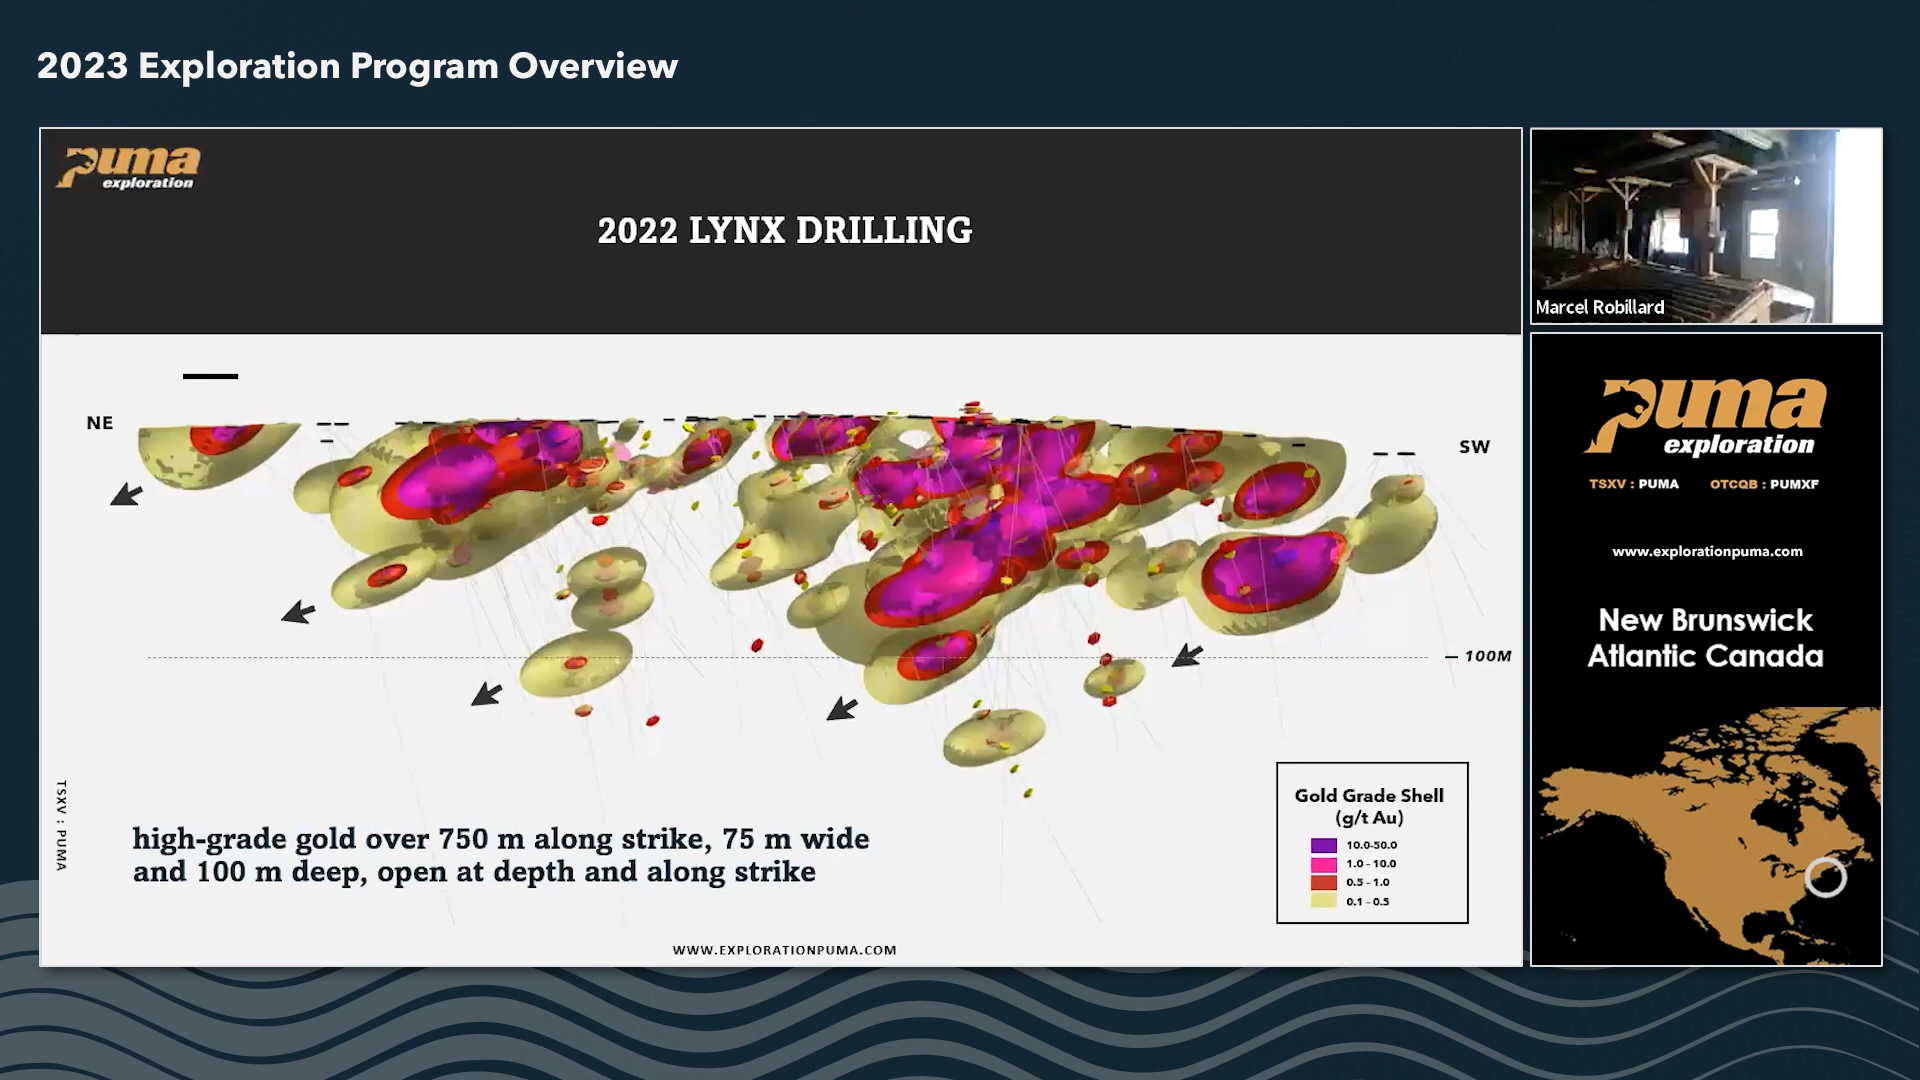 2023 Exploration Program Overview
puma
exploration
2022 LYNX DRILLING
NE
SW
100M
high-grade gold over 750 m along strike, 75 m wide
and 100 m deep, open at depth and along strike
TSXV : PUMA
Gold Grade Shell
(g/t Au)
10.0-50.0
1.0 - 10.0
0.5 - 1.0
0.1 - 0.5
WWW.EXPLORATIONPUMA.COM
Marcel Robillard
puma
exploration
TSXV : PUMA OTCQB : PUMXF
www.explorationpuma.com
New Brunswick
Atlantic Canada